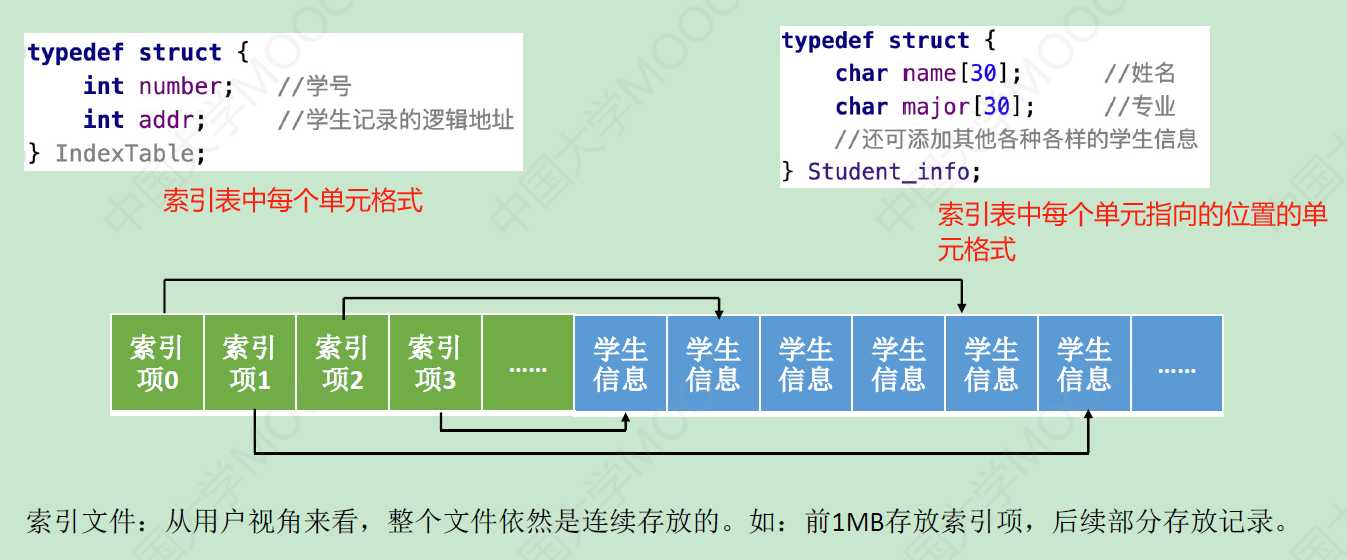 typedef struct {
int number; //学号
int addr; //学生记录的逻辑地址
} IndexTable;
索引表中每个单元格式
typedef struct {
char name[30]; //姓名
char major[30]; //专业
//还可添加其他各种各样的学生信息
} Student_info;
索引表中每个单元指向的位置的单
元格式
索引
项0
索引
项1
索引
项2
索引
项3
……
学生
信息
学生
信息
学生
信息
学生
信息
学生
信息
学生
信息
……
索引文件：从用户视角来看，整个文件依然是连续存放的。如：前1MB存放索引项，后续部分存放记录。
中国大学MOOC